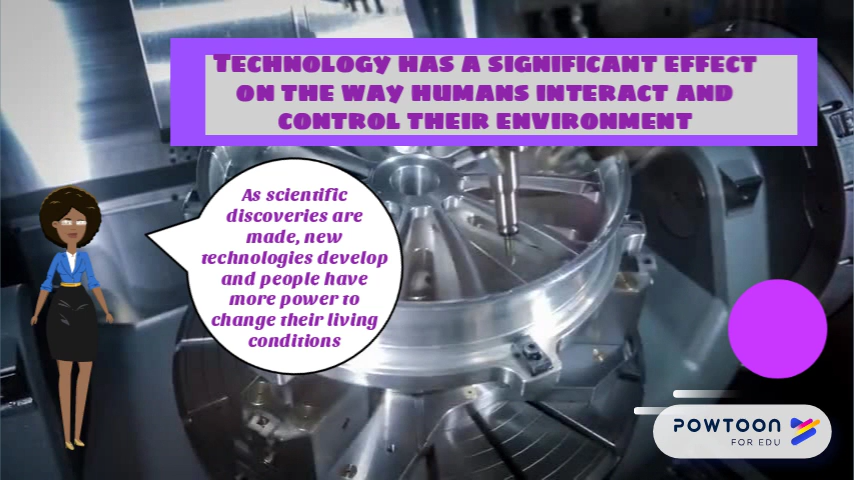 Technology has a significant effect
on the way humans interact and
control their environment
As scientific
discoveries are
made, new
technologies develop
and people have
more power to
change their living
conditions
POWTOON
FOR EDU